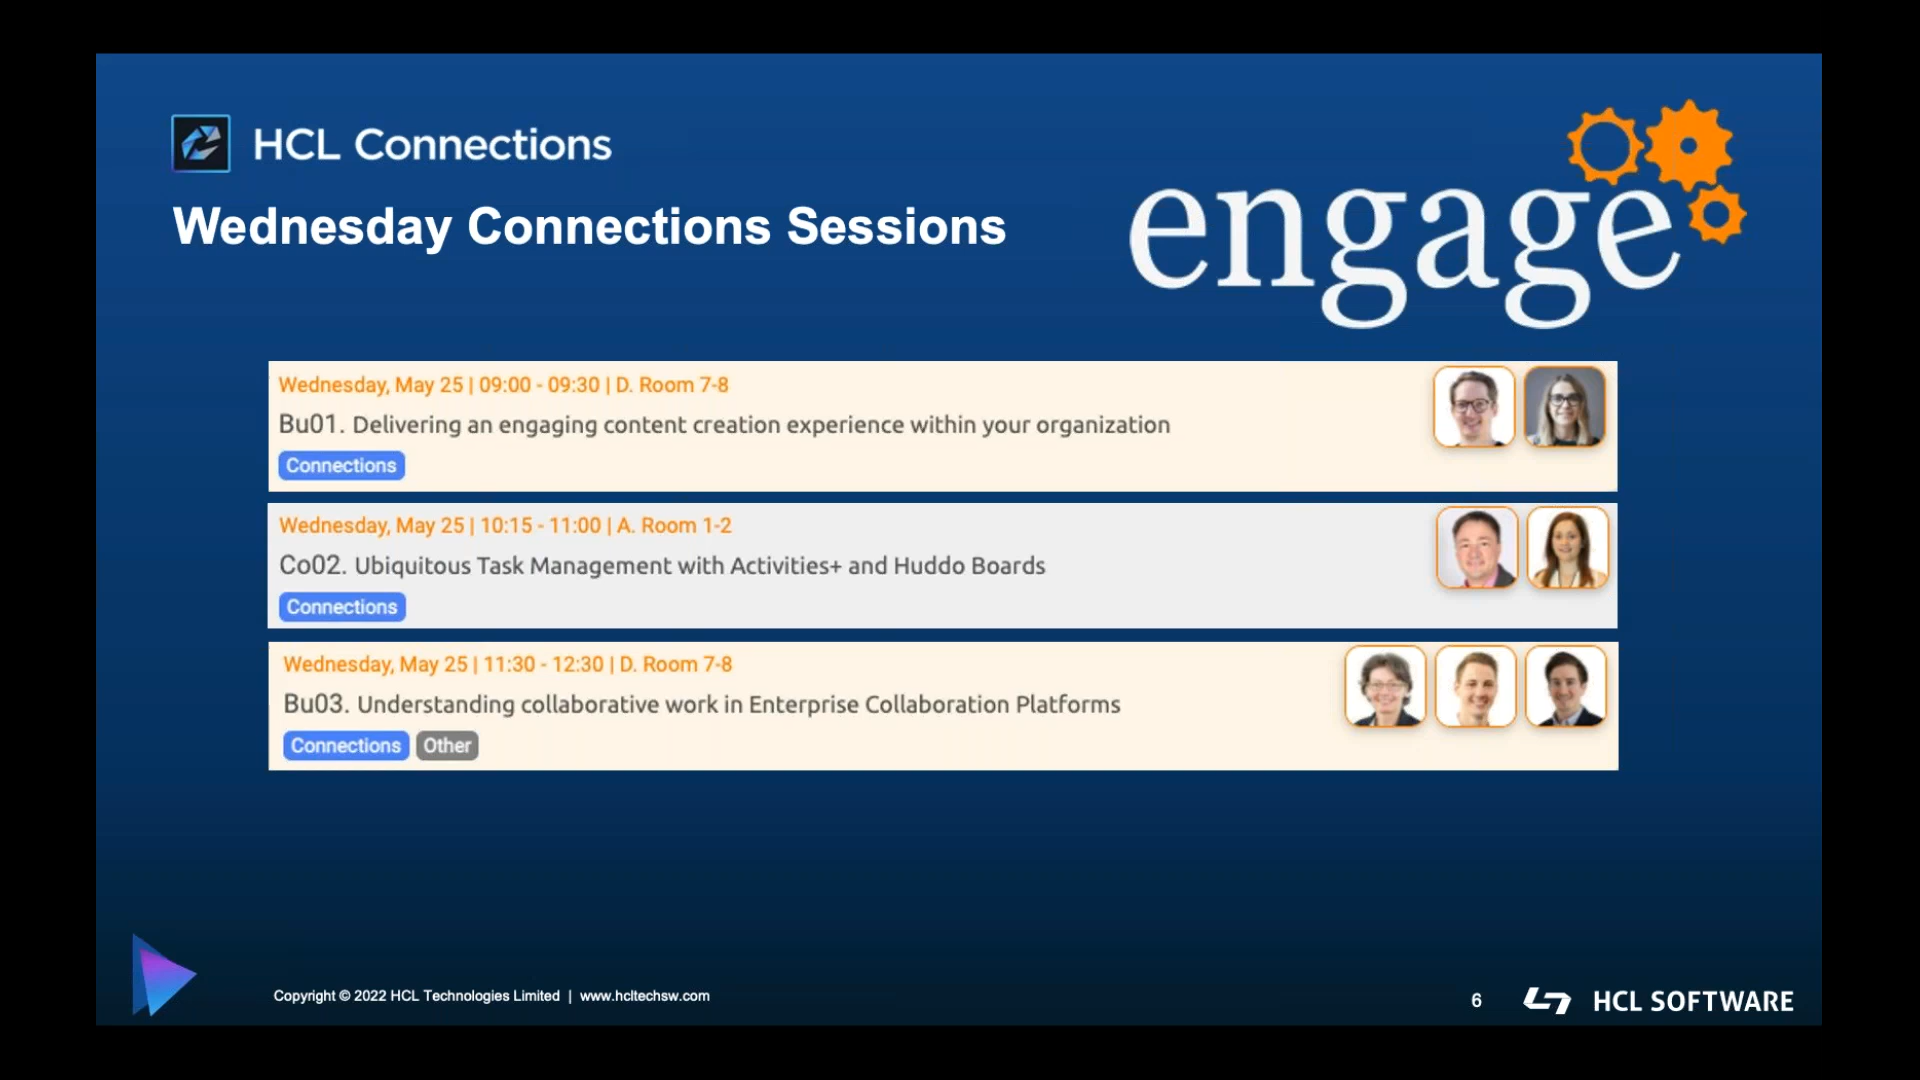 HCL Connections
Wednesday Connections Sessions
engage
Wednesday, May 25 | 09:00 - 09:30 | D. Room 7-8
Bu01. Delivering an engaging content creation experience within your organization
Connections
Wednesday, May 25 | 10:15 - 11:00 | A. Room 1-2
Co02. Ubiquitous Task Management with Activities+ and Huddo Boards
Connections
Wednesday, May 25 | 11:30 - 12:30 | D. Room 7-8
Bu03. Understanding collaborative work in Enterprise Collaboration Platforms
Connections Other
Copyright © 2022 HCL Technologies Limited | www.hcltechsw.com
6 HCL SOFTWARE